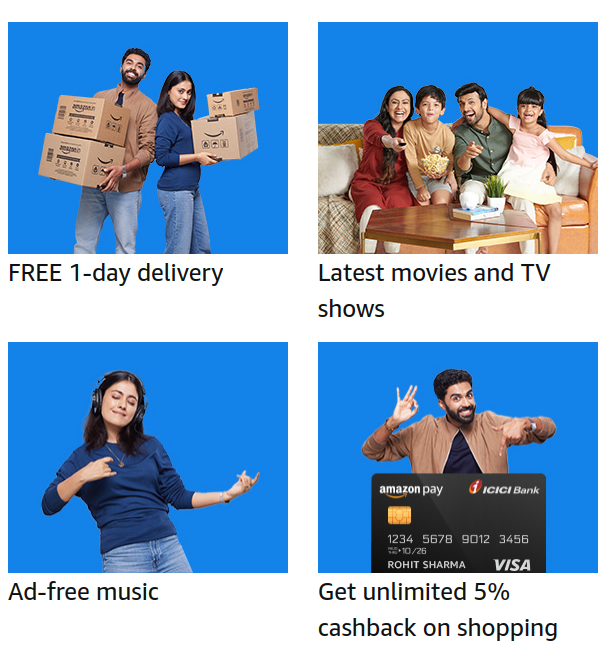 amazon.in
amazon.in
FREE 1-day delivery
Latest movies and TV
shows
Ad-free music
amazon pay
ICICI Bank
1234 5678 9012 3456
10/26
ROHIT SHARMA
VISA
Get unlimited 5%
cashback on shopping